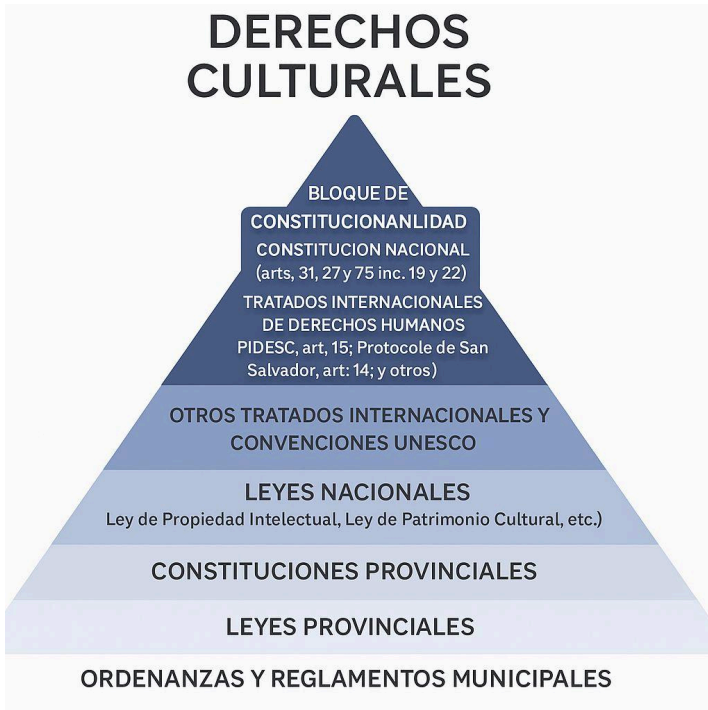 DERECHOS
CULTURALES
BLOQUE DE
CONSTITUCIONANLIDAD
CONSTITUCION NACIONAL
(arts, 31, 27 y 75 inc. 19 y 22)
TRATADOS INTERNACIONALES
DE DERECHOS HUMANOS
PIDESC, art, 15; Protocole de San
Salvador, art: 14; y otros)
OTROS TRATADOS INTERNACIONALES Y
CONVENCIONES UNESCO
LEYES NACIONALES
Ley de Propiedad Intelectual, Ley de Patrimonio Cultural, etc.)
CONSTITUCIONES PROVINCIALES
LEYES PROVINCIALES
ORDENANZAS Y REGLAMENTOS MUNICIPALES